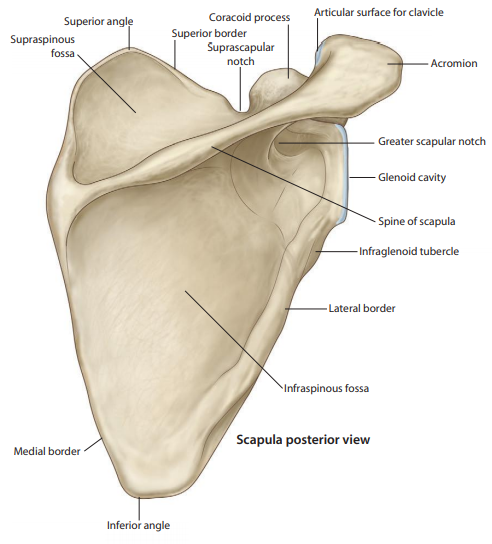 Articular surface for clavicle
Coracoid process
Superior angle
Superior border
Supraspinous
fossa
Suprascapular
notch
Acromion
Greater scapular notch
Glenoid cavity
Spine of scapula
Infraglenoid tubercle
Lateral border
Infraspinous fossa
Scapula posterior view
Medial border
Inferior angle